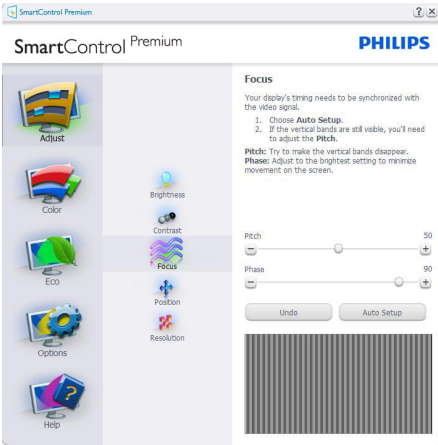 SmartControl Premium
? ×
SmartControl Premium
PHILIPS
Adjust
Color
Eco
Options
Help
Brightness
Contrast
Focus
Position
Resolution
Focus
Your display's timing needs to be synchronized with
the video signal.
1. Choose Auto Setup.
2. If the vertical bands are still visible, you'll need
to adjust the Pitch.
Pitch: Try to make the vertical bands disappear.
Phase: Adjust to the brightest setting to minimize
movement on the screen.
Pitch 50
Phase 90
Undo Auto Setup